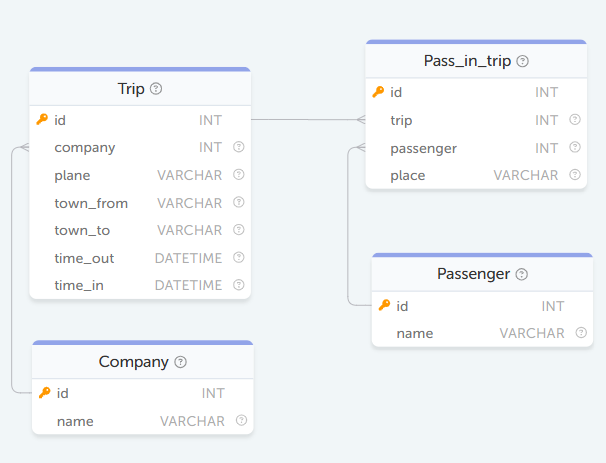 Trip ?
id INT
company INT ?
plane VARCHAR ?
town_from VARCHAR ?
town_to VARCHAR ?
time_out DATETIME ?
time_in DATETIME ?
Company ?
id INT
name VARCHAR ?
Pass_in_trip ?
id INT
trip INT ?
passenger INT ?
place VARCHAR ?
Passenger ?
id INT
name VARCHAR ?